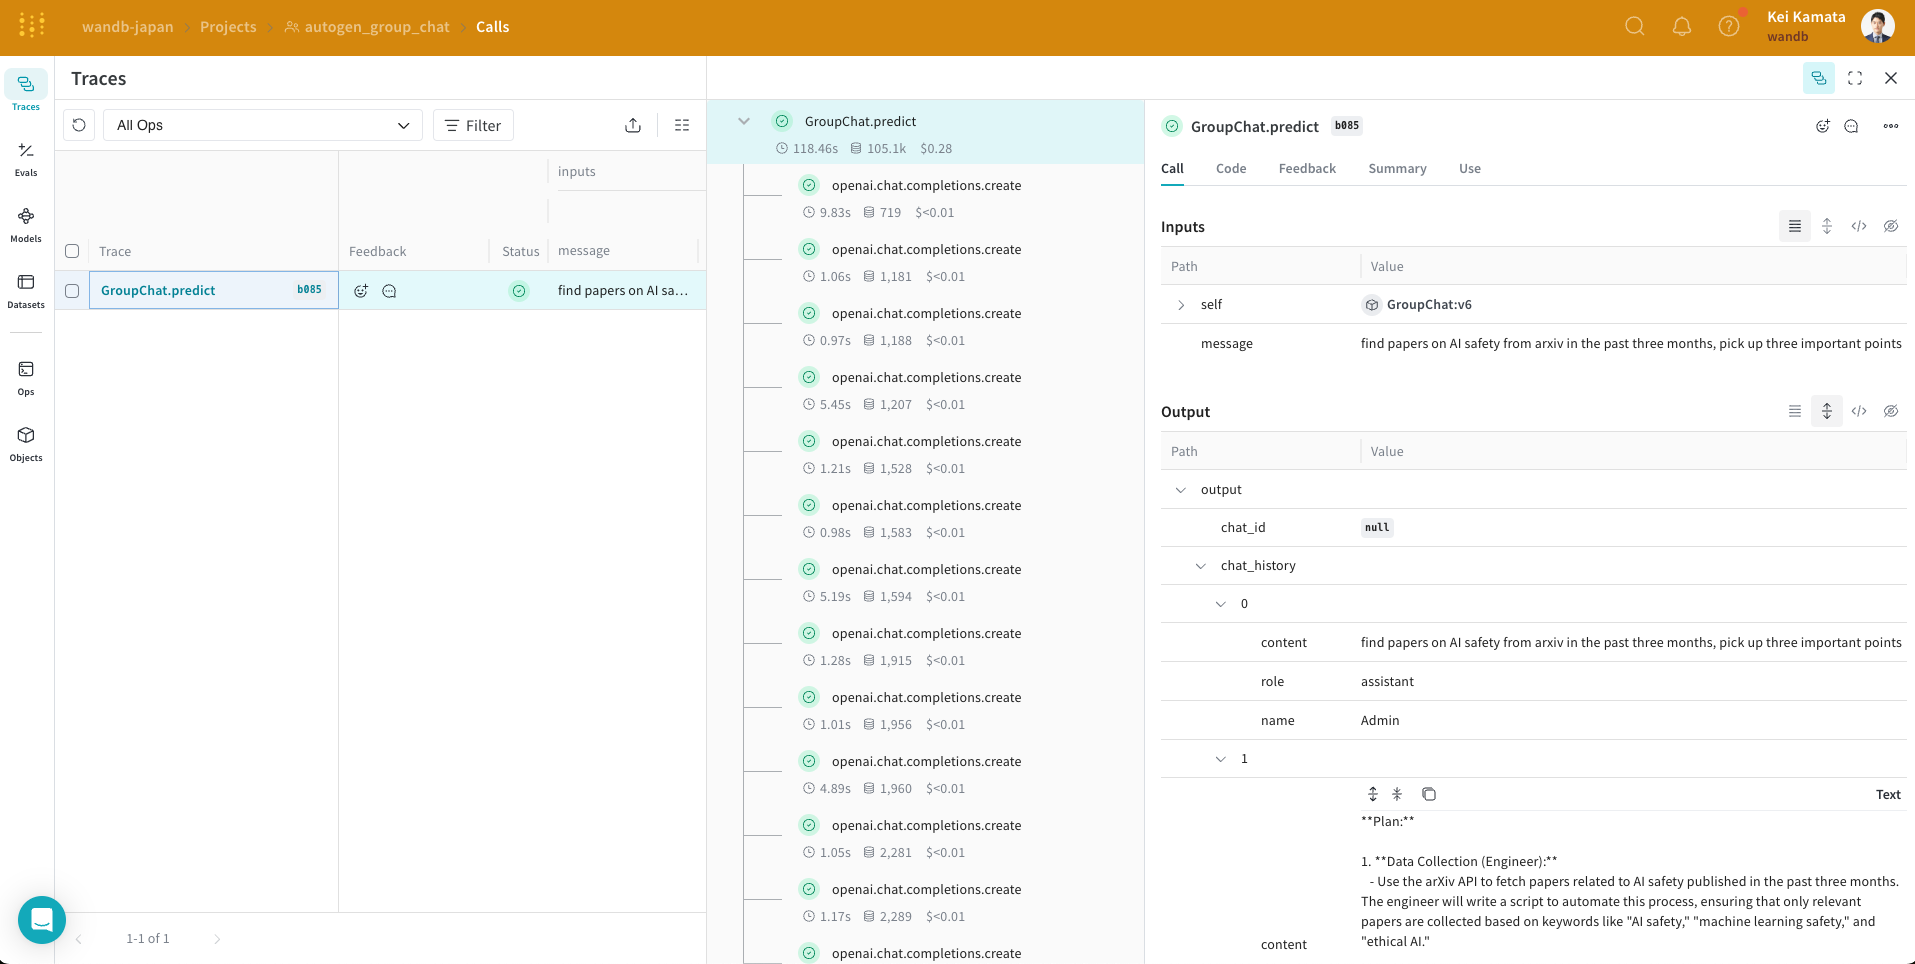 wandb-japan > Projects > autogen_group_chat > Calls
Kei Kamata
wandb
Traces
Evals
Models
Datasets
Ops
Objects
Traces
All Ops
Filter
inputs
Trace
Feedback
Status
message
GroupChat.predict b085
find papers on AI sa…
1-1 of 1
GroupChat.predict
118.46s 105.1k $0.28
openai.chat.completions.create
9.83s 719 $<0.01
openai.chat.completions.create
1.06s 1,181 $<0.01
openai.chat.completions.create
0.97s 1,188 $<0.01
openai.chat.completions.create
5.45s 1,207 $<0.01
openai.chat.completions.create
1.21s 1,528 $<0.01
openai.chat.completions.create
0.98s 1,583 $<0.01
openai.chat.completions.create
5.19s 1,594 $<0.01
openai.chat.completions.create
1.28s 1,915 $<0.01
openai.chat.completions.create
1.01s 1,956 $<0.01
openai.chat.completions.create
4.89s 1,960 $<0.01
openai.chat.completions.create
1.05s 2,281 $<0.01
openai.chat.completions.create
1.17s 2,289 $<0.01
openai.chat.completions.create
GroupChat.predict b085
Call Code Feedback Summary Use
Inputs
Path Value
self GroupChat:v6
message find papers on AI safety from arxiv in the past three months, pick up three important points
Output
Path Value
output
chat_id null
chat_history
0
content find papers on AI safety from arxiv in the past three months, pick up three important points
role assistant
name Admin
1
Text
**Plan:**
1. **Data Collection (Engineer):**
- Use the arXiv API to fetch papers related to AI safety published in the past three months.
The engineer will write a script to automate this process, ensuring that only relevant
papers are collected based on keywords like "AI safety," "machine learning safety," and
"ethical AI."
content